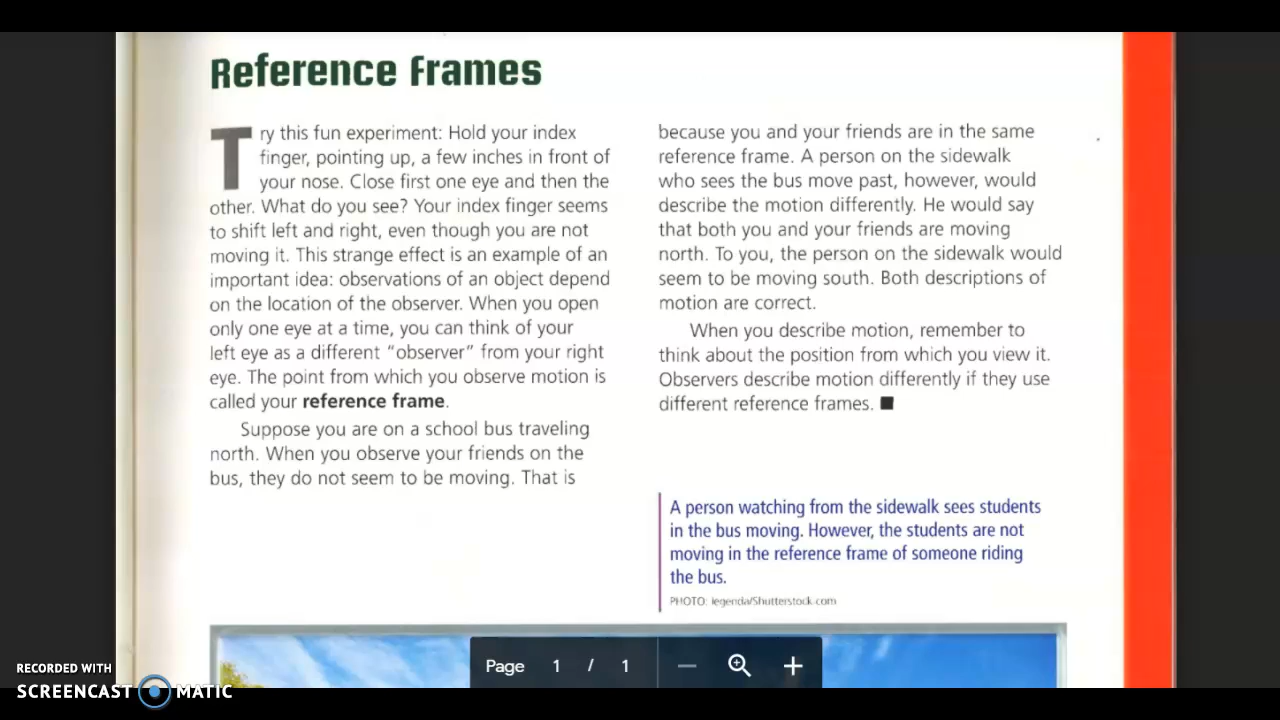 Reference Frames
Try this fun experiment: Hold your index
finger, pointing up, a few inches in front of
your nose. Close first one eye and then the
other. What do you see? Your index finger seems
to shift left and right, even though you are not
moving it. This strange effect is an example of an
important idea: observations of an object depend
on the location of the observer. When you open
only one eye at a time, you can think of your
left eye as a different “observer” from your right
eye. The point from which you observe motion is
called your reference frame.
Suppose you are on a school bus traveling
north. When you observe your friends on the
bus, they do not seem to be moving. That is
because you and your friends are in the same
reference frame. A person on the sidewalk
who sees the bus move past, however, would
describe the motion differently. He would say
that both you and your friends are moving
north. To you, the person on the sidewalk would
seem to be moving south. Both descriptions of
motion are correct.
When you describe motion, remember to
think about the position from which you view it.
Observers describe motion differently if they use
different reference frames. ■
A person watching from the sidewalk sees students
in the bus moving. However, the students are not
moving in the reference frame of someone riding
the bus.
PHOTO: legenda/Shutterstock.com
Page 1 / 1
RECORDED WITH
SCREENCAST MATIC